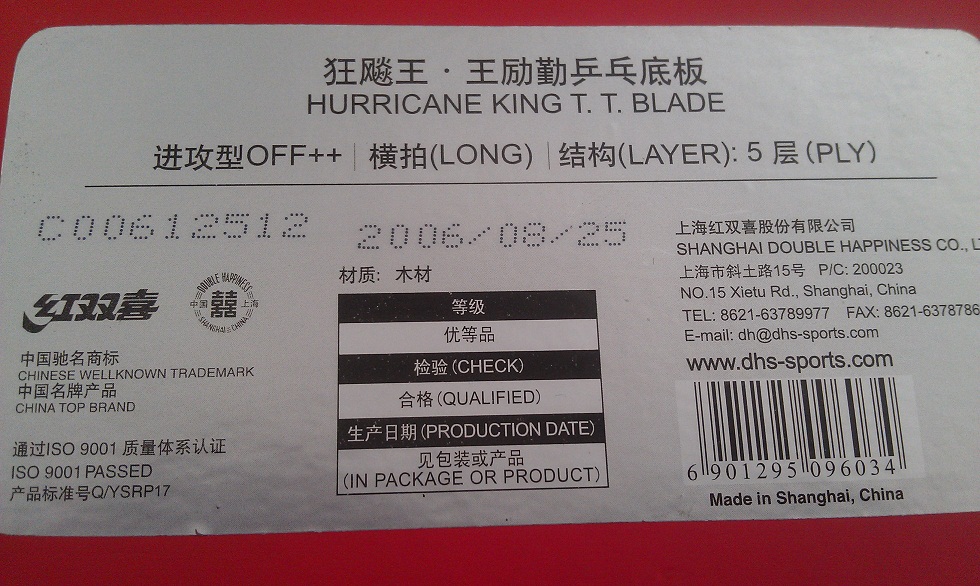 狂飚王·王励勤乒乓底板
HURRICANE KING T. T. BLADE
进攻型OFF++ 横拍(LONG) 结构(LAYER): 5 层(PLY)
C00612512
2006/08/25
红双喜
DOUBLE HAPPINESS
中国 囍 上海
SHANGHAI CHINA
中国驰名商标
CHINESE WELLKNOWN TRADEMARK
中国名牌产品
CHINA TOP BRAND
通过ISO 9001 质量体系认证
ISO 9001 PASSED
产品标准号Q/YSRP17
材质: 木材
等级
优等品
检验(CHECK)
合格(QUALIFIED)
生产日期(PRODUCTION DATE)
见包装或产品
(IN PACKAGE OR PRODUCT)
上海红双喜股份有限公司
SHANGHAI DOUBLE HAPPINESS CO.,
上海市斜土路15号 P/C: 200023
NO.15 Xietu Rd., Shanghai, China
TEL: 8621-63789977 FAX: 8621-6378786
E-mail: dh@dhs-sports.com
www.dhs-sports.com
6 901295 096034
Made in Shanghai, China